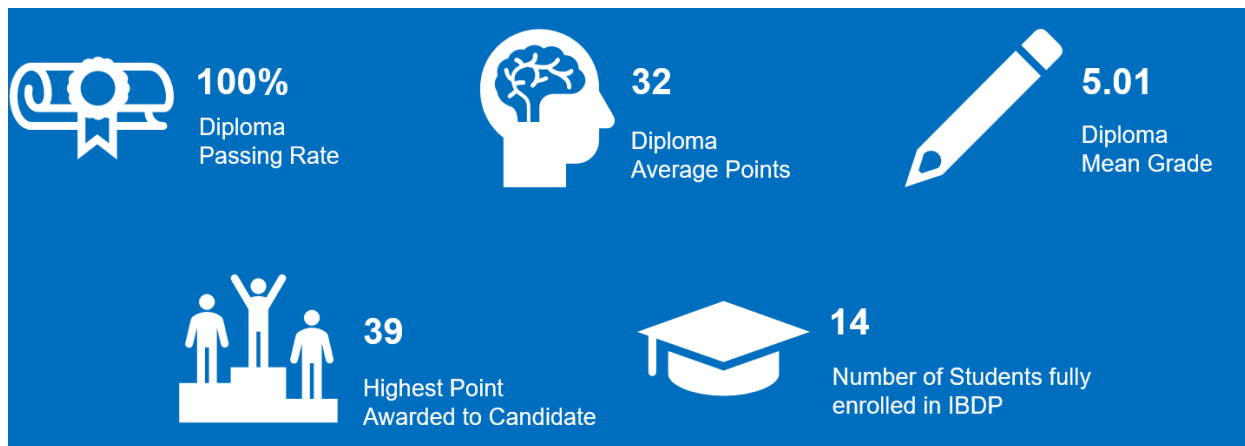 100%
Diploma
Passing Rate
32
Diploma
Average Points
5.01
Diploma
Mean Grade
39
Highest Point
Awarded to Candidate
14
Number of Students fully
enrolled in IBDP